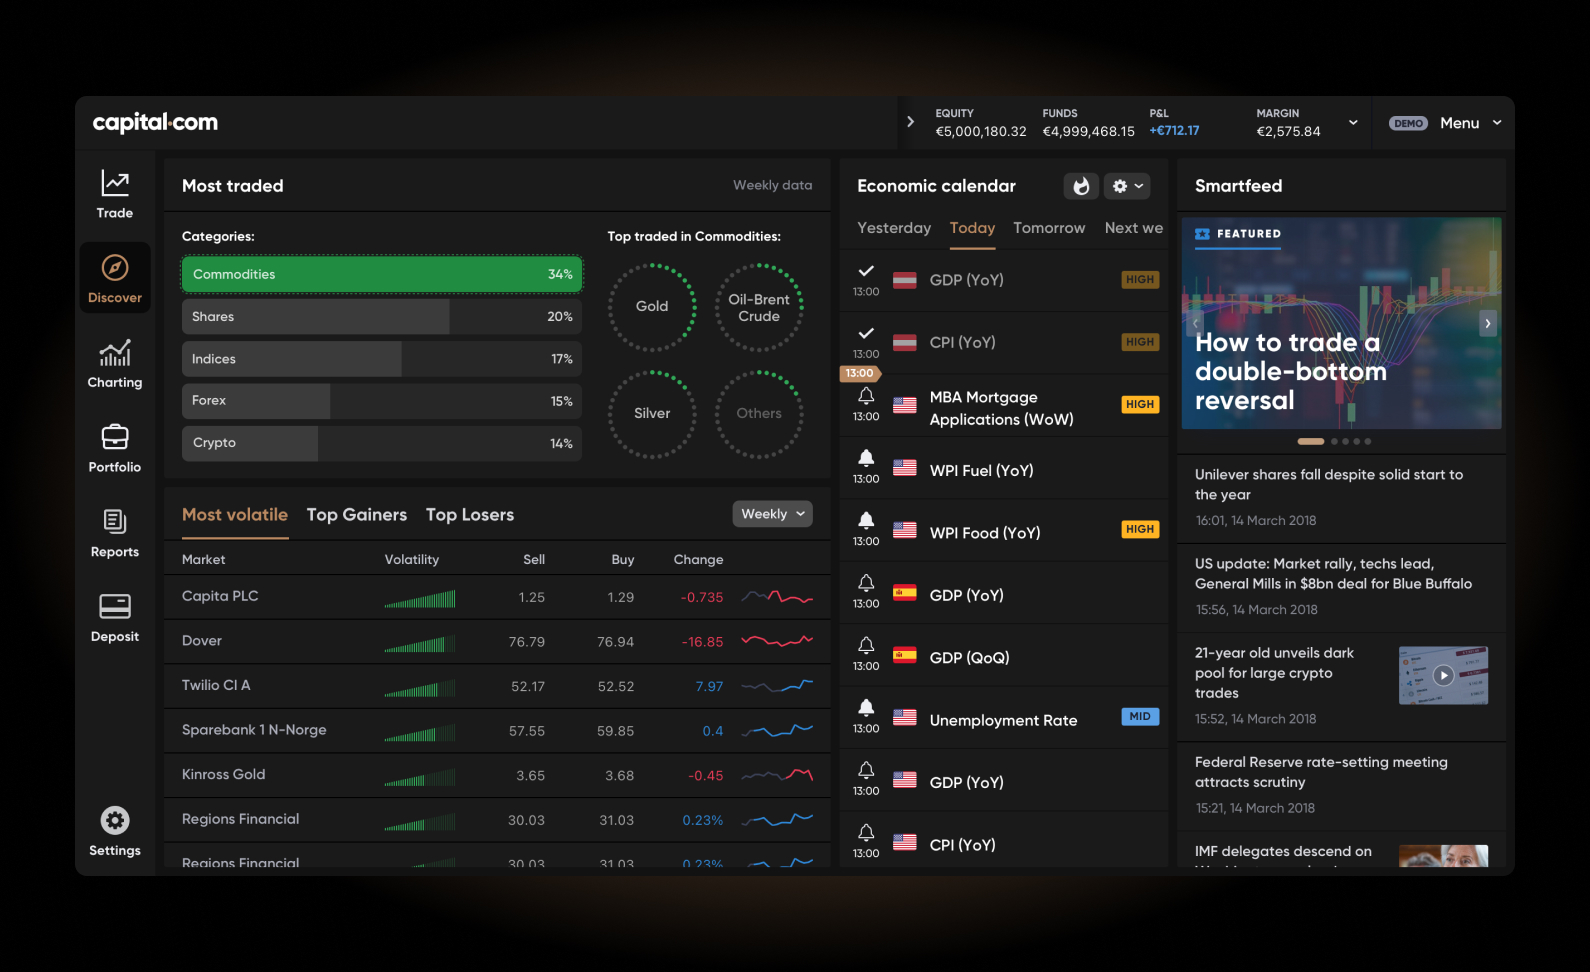 capital.com
EQUITY
€5,000,180.32
FUNDS
€4,999,468.15
P&L
+€712.17
MARGIN
€2,575.84
DEMO
Menu
Trade
Discover
Charting
Portfolio
Reports
Deposit
Settings
Most traded
Weekly data
Categories:
Commodities 34%
Shares 20%
Indices 17%
Forex 15%
Crypto 14%
Top traded in Commodities:
Gold
Oil-Brent
Crude
Silver
Others
Most volatile Top Gainers Top Losers
Weekly
Market Volatility Sell Buy Change
Capita PLC 1.25 1.29 -0.735
Dover 76.79 76.94 -16.85
Twilio Cl A 52.17 52.52 7.97
Sparebank 1 N-Norge 57.55 59.85 0.4
Kinross Gold 3.65 3.68 -0.45
Regions Financial 30.03 31.03 0.23%
Regions Financial 30.03 31.03 0.23%
Economic calendar
Yesterday Today Tomorrow Next we
13:00 GDP (YoY) HIGH
13:00 CPI (YoY) HIGH
13:00
MBA Mortgage
Applications (WoW)
13:00
HIGH
13:00 WPI Fuel (YoY)
13:00 WPI Food (YoY) HIGH
13:00 GDP (YoY)
13:00 GDP (QoQ)
13:00 Unemployment Rate MID
13:00 GDP (YoY)
13:00 CPI (YoY)
Smartfeed
FEATURED
How to trade a
double-bottom
reversal
Unilever shares fall despite solid start to
the year
16:01, 14 March 2018
US update: Market rally, techs lead,
General Mills in $8bn deal for Blue Buffalo
15:56, 14 March 2018
21-year old unveils dark
pool for large crypto
trades
15:52, 14 March 2018
Federal Reserve rate-setting meeting
attracts scrutiny
15:21, 14 March 2018
IMF delegates descend on